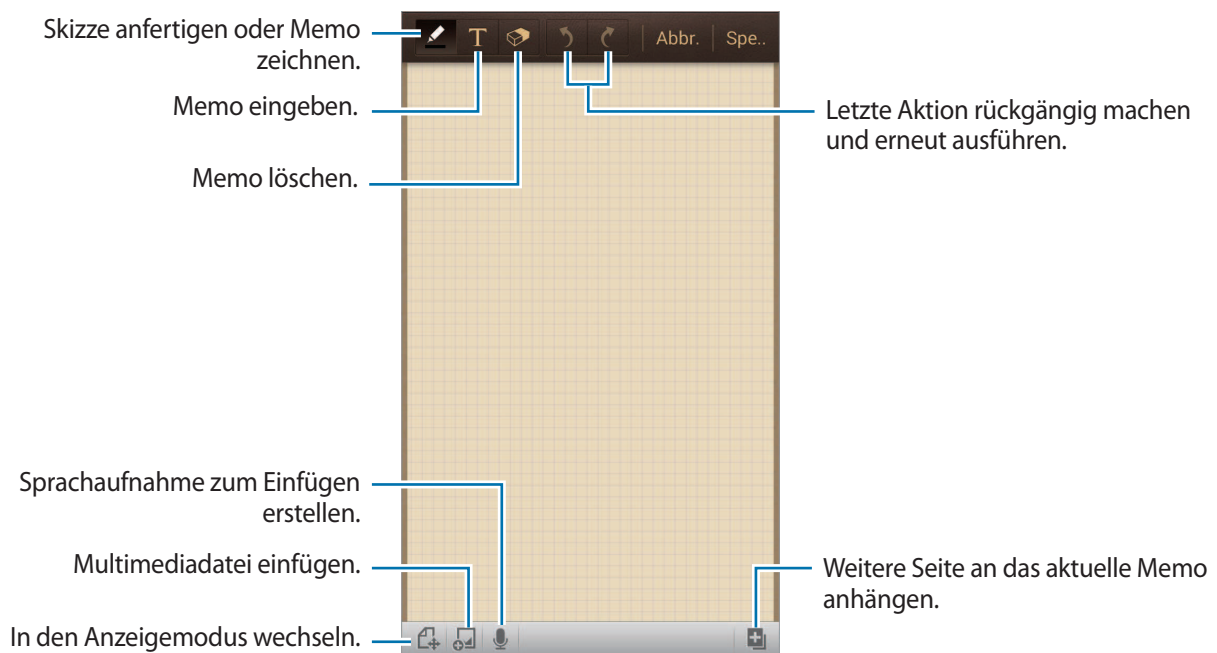 Skizze anfertigen oder Memo
zeichnen.
T
Abbr.
Spe..
Memo eingeben.
Letzte Aktion rückgängig machen
und erneut ausführen.
Memo löschen.
Sprachaufnahme zum Einfügen
erstellen.
Multimediadatei einfügen.
Weitere Seite an das aktuelle Memo
anhängen.
In den Anzeigemodus wechseln.